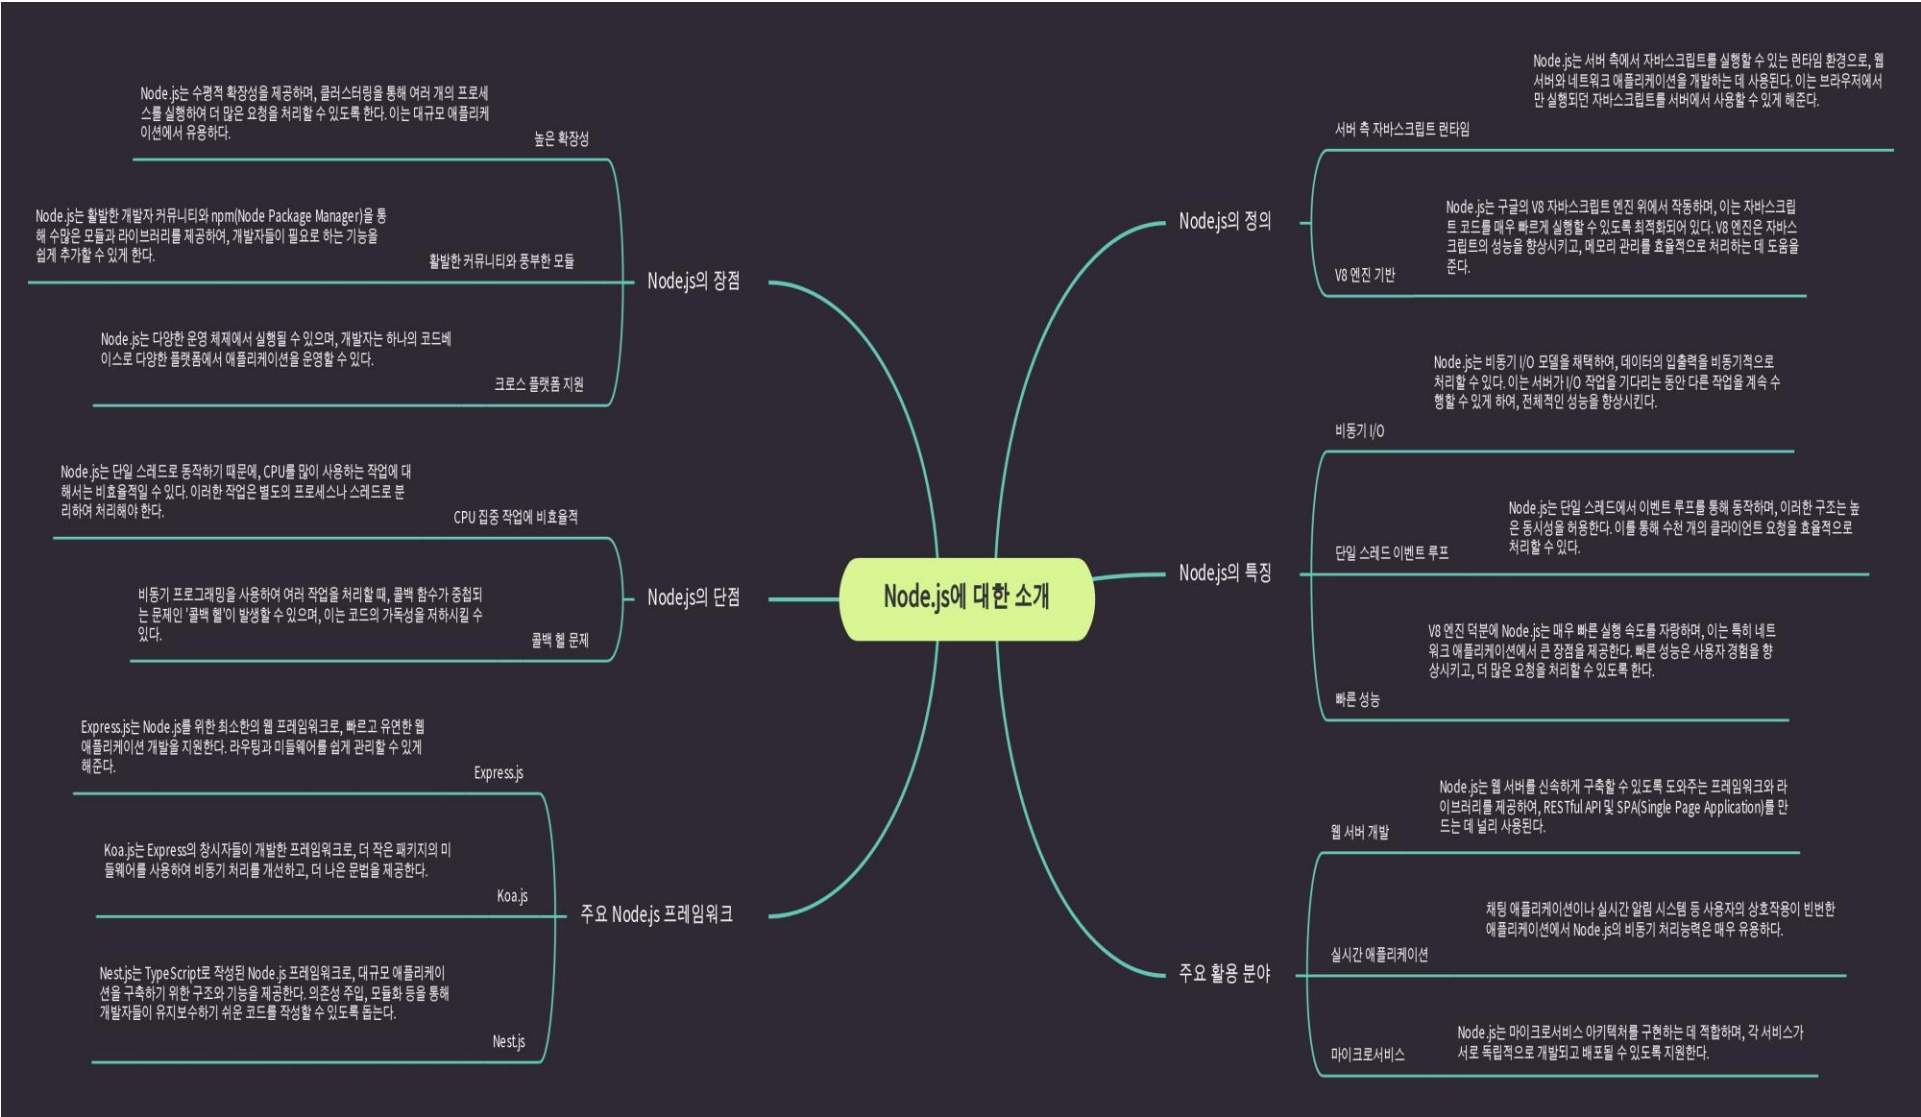 Node.js에 대한 소개
Node.js의 정의
서버 측 자바스크립트 런타임
Node.js는 서버 측에서 자바스크립트를 실행할 수 있는 런타임 환경으로, 웹
서버와 네트워크 애플리케이션을 개발하는 데 사용된다. 이는 브라우저에서
만 실행되던 자바스크립트를 서버에서 사용할 수 있게 해준다.
V8 엔진 기반
Node.js는 구글의 V8 자바스크립트 엔진 위에서 작동하며, 이는 자바스크립
트 코드를 매우 빠르게 실행할 수 있도록 최적화되어 있다. V8 엔진은 자바스
크립트의 성능을 향상시키고, 메모리 관리를 효율적으로 처리하는 데 도움을
준다.
Node.js의 특징
비동기 I/O
Node.js는 비동기 I/O 모델을 채택하여, 데이터의 입출력을 비동기적으로
처리할 수 있다. 이는 서버가 I/O 작업을 기다리는 동안 다른 작업을 계속 수
행할 수 있게 하여, 전체적인 성능을 향상시킨다.
단일 스레드 이벤트 루프
Node.js는 단일 스레드에서 이벤트 루프를 통해 동작하며, 이러한 구조는 높
은 동시성을 허용한다. 이를 통해 수천 개의 클라이언트 요청을 효율적으로
처리할 수 있다.
빠른 성능
V8 엔진 덕분에 Node.js는 매우 빠른 실행 속도를 자랑하며, 이는 특히 네트
워크 애플리케이션에서 큰 장점을 제공한다. 빠른 성능은 사용자 경험을 향
상시키고, 더 많은 요청을 처리할 수 있도록 한다.
주요 활용 분야
웹 서버 개발
Node.js는 웹 서버를 신속하게 구축할 수 있도록 도와주는 프레임워크와 라
이브러리를 제공하여, RESTful API 및 SPA(Single Page Application)를 만
드는 데 널리 사용된다.
실시간 애플리케이션
채팅 애플리케이션이나 실시간 알림 시스템 등 사용자의 상호작용이 빈번한
애플리케이션에서 Node.js의 비동기 처리능력은 매우 유용하다.
마이크로서비스
Node.js는 마이크로서비스 아키텍처를 구현하는 데 적합하며, 각 서비스가
서로 독립적으로 개발되고 배포될 수 있도록 지원한다.
Node.js의 장점
높은 확장성
Node.js는 수평적 확장성을 제공하며, 클러스터링을 통해 여러 개의 프로세
스를 실행하여 더 많은 요청을 처리할 수 있도록 한다. 이는 대규모 애플리케
이션에서 유용하다.
활발한 커뮤니티와 풍부한 모듈
Node.js는 활발한 개발자 커뮤니티와 npm(Node Package Manager)을 통
해 수많은 모듈과 라이브러리를 제공하여, 개발자들이 필요로 하는 기능을
쉽게 추가할 수 있게 한다.
크로스 플랫폼 지원
Node.js는 다양한 운영 체제에서 실행될 수 있으며, 개발자는 하나의 코드베
이스로 다양한 플랫폼에서 애플리케이션을 운영할 수 있다.
Node.js의 단점
CPU 집중 작업에 비효율적
Node.js는 단일 스레드로 동작하기 때문에, CPU를 많이 사용하는 작업에 대
해서는 비효율적일 수 있다. 이러한 작업은 별도의 프로세스나 스레드로 분
리하여 처리해야 한다.
콜백 헬 문제
비동기 프로그래밍을 사용하여 여러 작업을 처리할 때, 콜백 함수가 중첩되
는 문제인 '콜백 헬'이 발생할 수 있으며, 이는 코드의 가독성을 저하시킬 수
있다.
주요 Node.js 프레임워크
Express.js
Express.js는 Node.js를 위한 최소한의 웹 프레임워크로, 빠르고 유연한 웹
애플리케이션 개발을 지원한다. 라우팅과 미들웨어를 쉽게 관리할 수 있게
해준다.
Koa.js
Koa.js는 Express의 창시자들이 개발한 프레임워크로, 더 작은 패키지의 미
들웨어를 사용하여 비동기 처리를 개선하고, 더 나은 문법을 제공한다.
Nest.js
Nest.js는 TypeScript로 작성된 Node.js 프레임워크로, 대규모 애플리케이
션을 구축하기 위한 구조와 기능을 제공한다. 의존성 주입, 모듈화 등을 통해
개발자들이 유지보수하기 쉬운 코드를 작성할 수 있도록 돕는다.